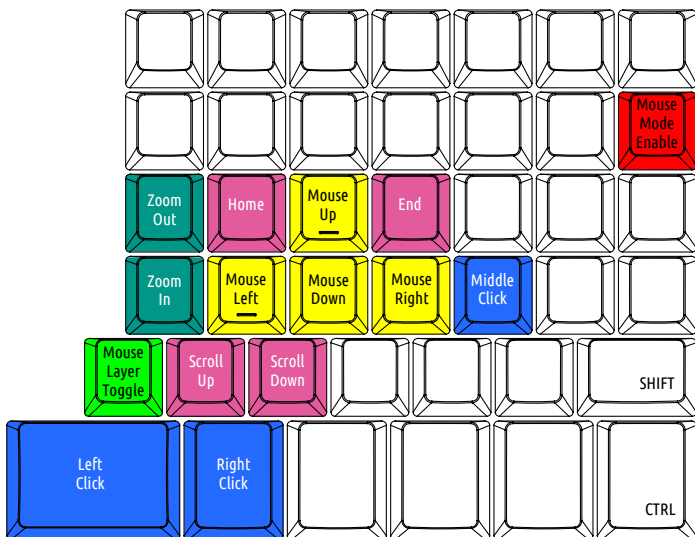 Mouse
Mode
Enable
Zoom
Out
Home
Mouse
Up
End
Zoom
In
Mouse
Left
Mouse
Down
Mouse
Right
Middle
Click
Mouse
Layer
Toggle
Scroll
Up
Scroll
Down
SHIFT
Left
Click
Right
Click
CTRL